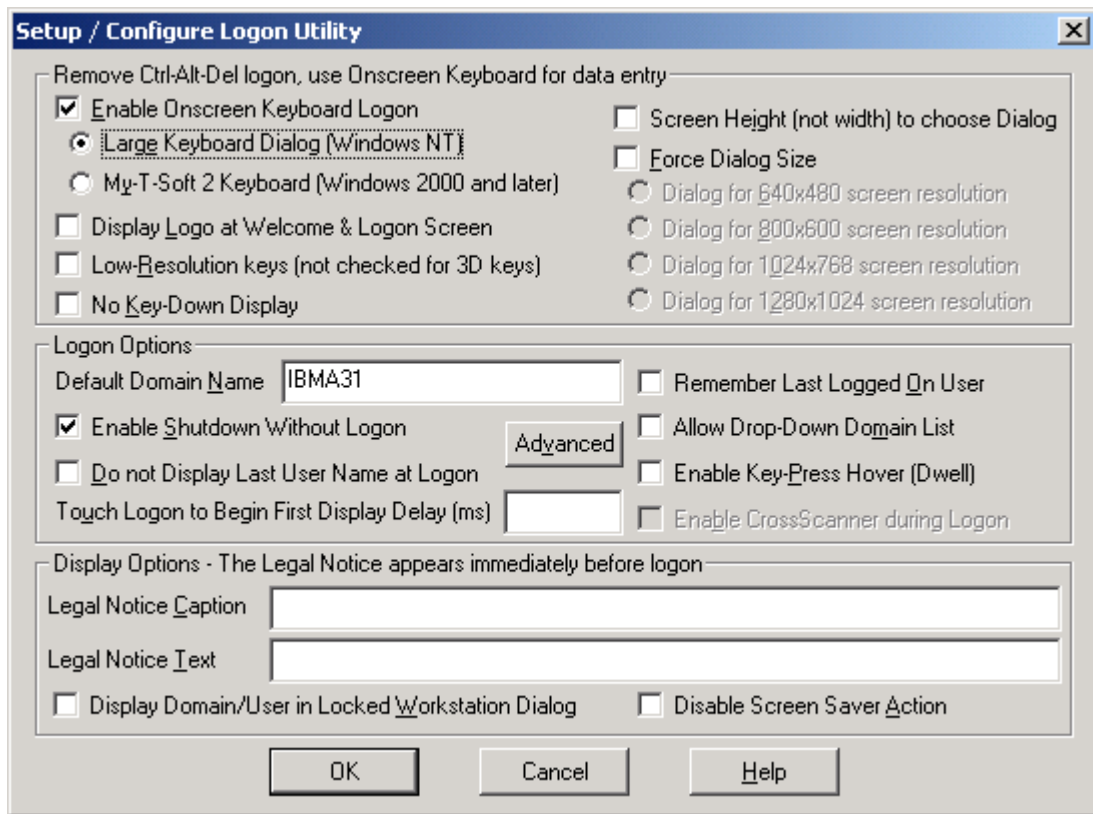 Setup / Configure Logon Utility
Remove Ctrl-Alt-Del logon, use Onscreen Keyboard for data entry
Enable Onscreen Keyboard Logon
Large Keyboard Dialog (Windows NT)
My-T-Soft 2 Keyboard (Windows 2000 and later)
Display Logo at Welcome & Logon Screen
Low-Resolution keys (not checked for 3D keys)
No Key-Down Display
Screen Height (not width) to choose Dialog
Force Dialog Size
Dialog for 640x480 screen resolution
Dialog for 800x600 screen resolution
Dialog for 1024x768 screen resolution
Dialog for 1280x1024 screen resolution
Logon Options
Default Domain Name IBMA31
Enable Shutdown Without Logon
Do not Display Last User Name at Logon
Advanced
Touch Logon to Begin First Display Delay (ms)
Remember Last Logged On User
Allow Drop-Down Domain List
Enable Key-Press Hover (Dwell)
Enable CrossScanner during Logon
Display Options - The Legal Notice appears immediately before logon
Legal Notice Caption
Legal Notice Text
Display Domain/User in Locked Workstation Dialog
Disable Screen Saver Action
OK Cancel Help